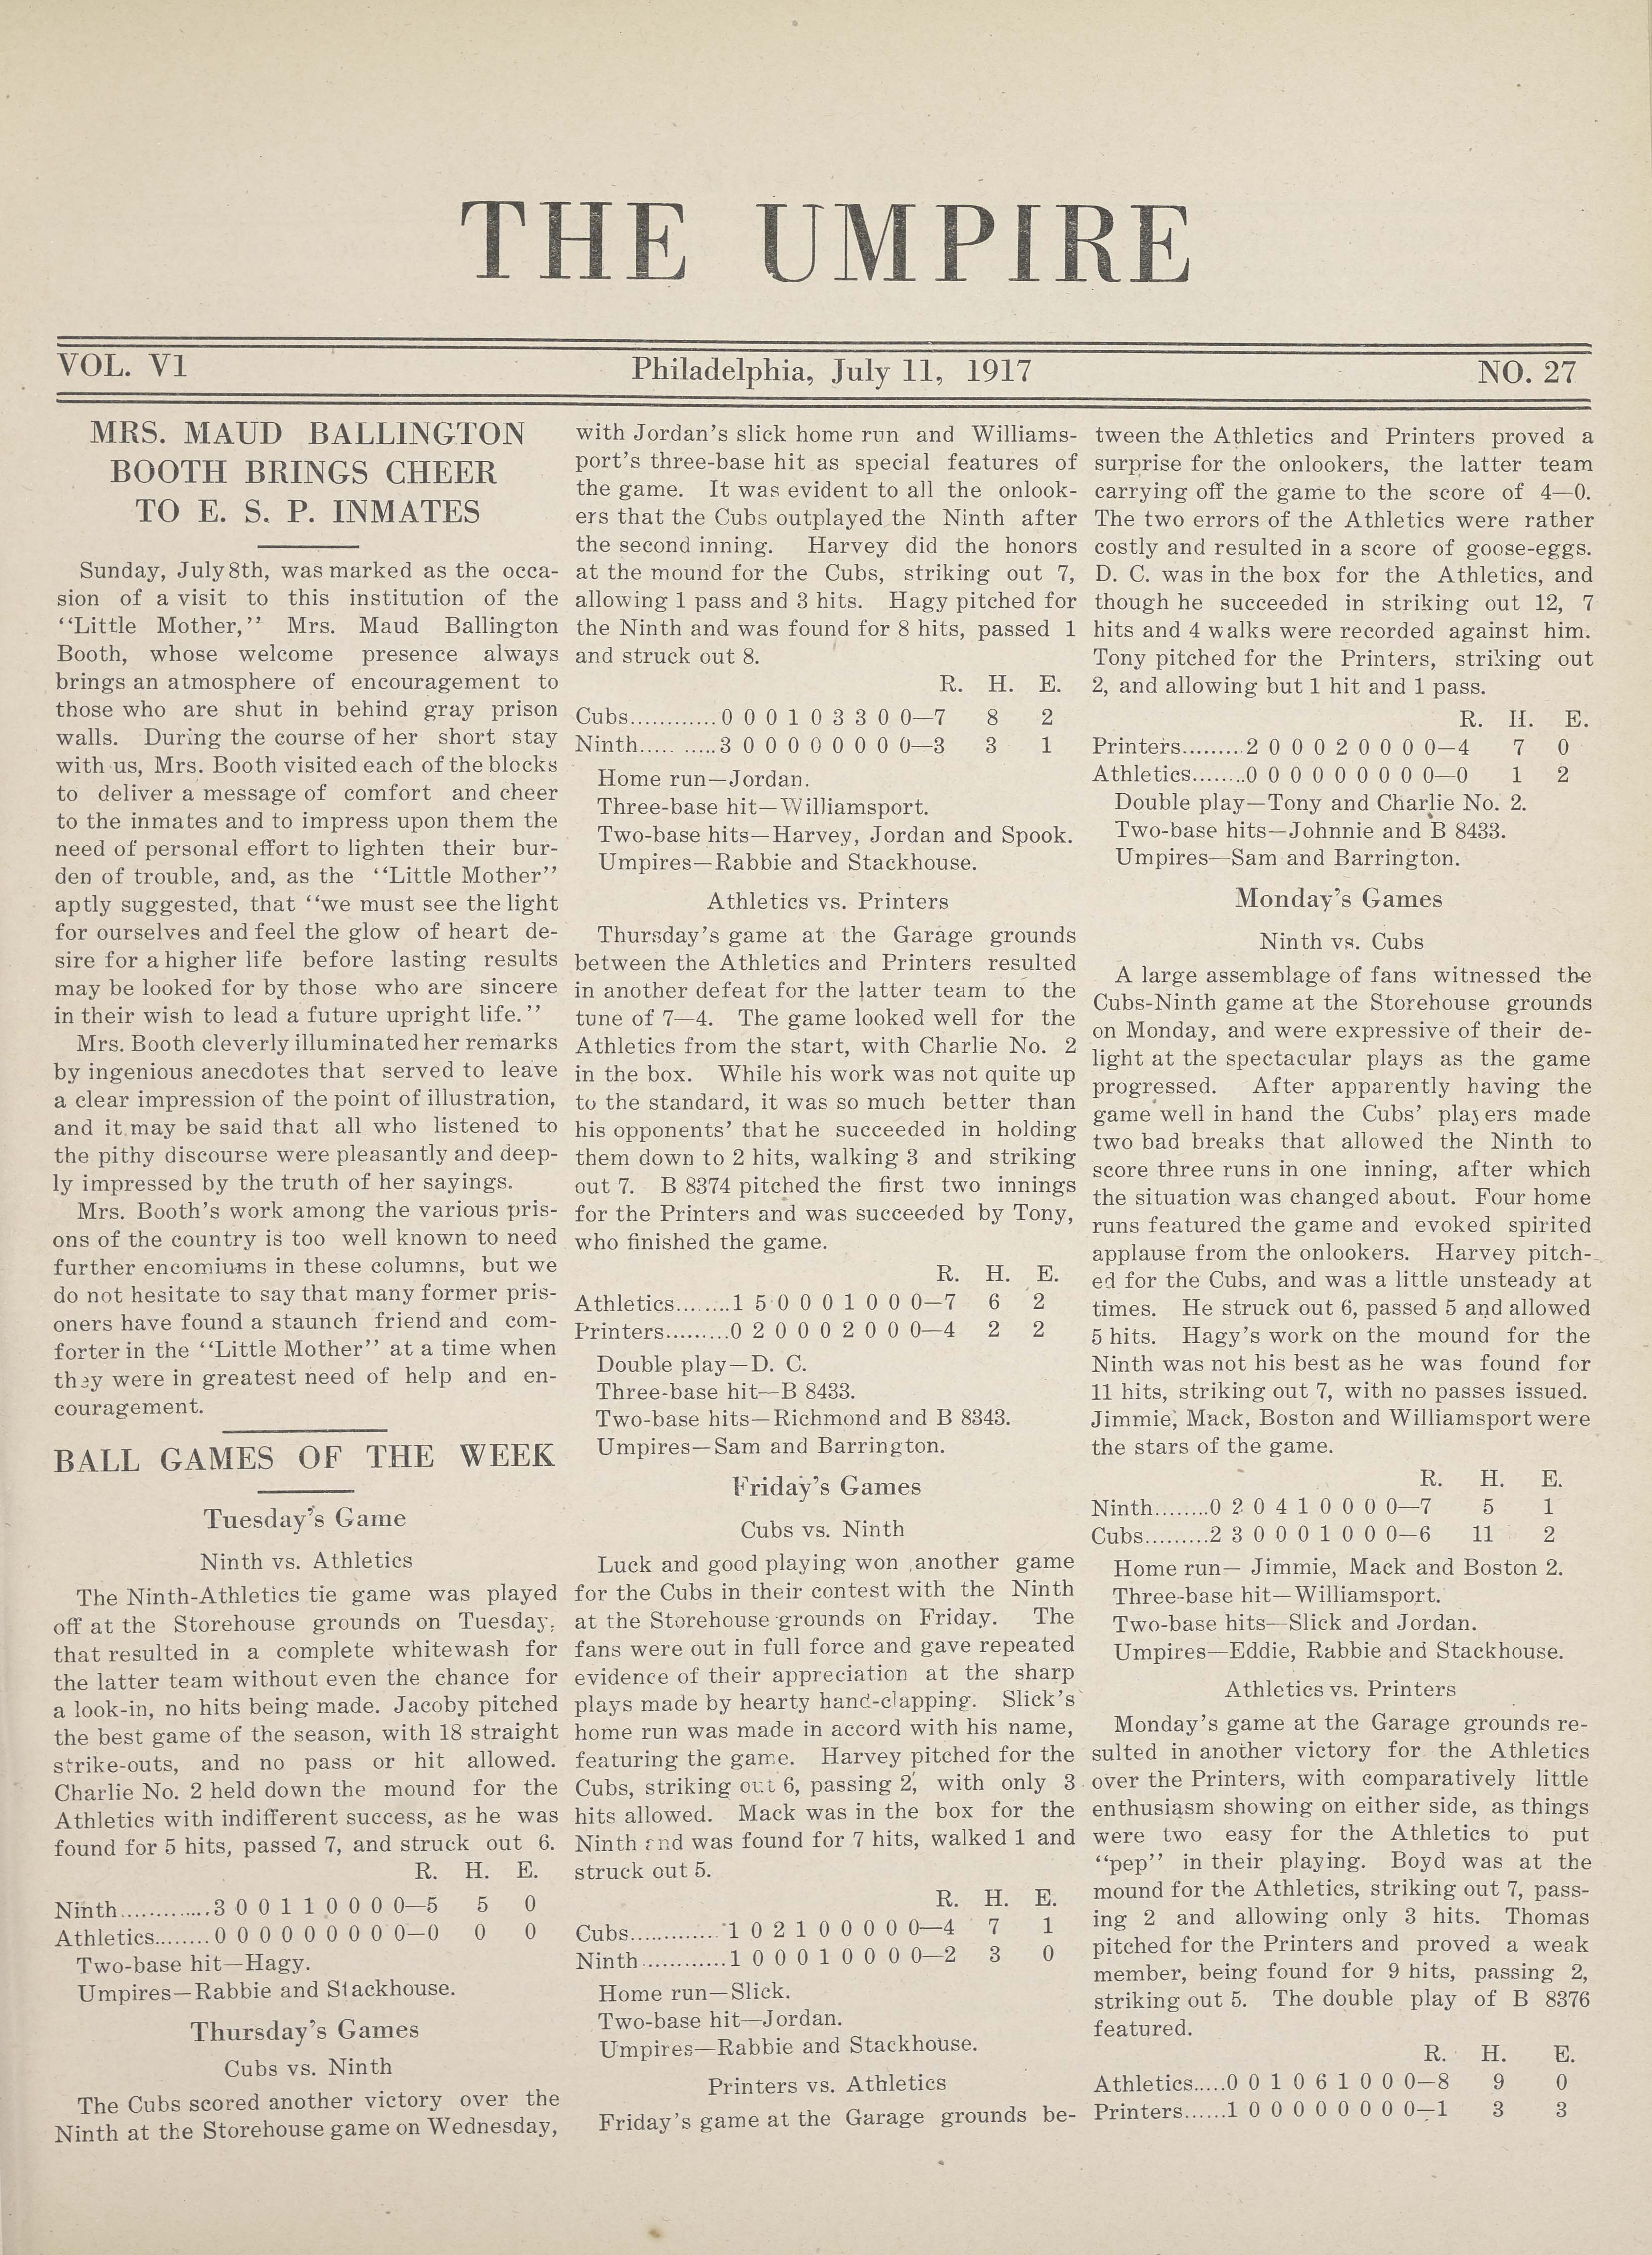 THE UMPIRE
VOL. V1
Philadelphia, July 11, 1917
NO. 27
MRS. MAUD BALLINGTON
BOOTH BRINGS CHEER
TO E. S. P. INMATES
Sunday, July 8th, was marked as the occa-
sion of a visit to this institution of the
‘‘Little Mother,’’ Mrs. Maud Ballington
Booth, whose welcome presence always
brings an atmosphere of encouragement to
those who are shut in behind gray prison
walls. During the course of her short stay
with us, Mrs. Booth visited each of the blocks
to deliver a message of comfort and cheer
to the inmates and to impress upon them the
need of personal effort to lighten their bur-
den of trouble, and, as the ‘‘Little Mother’’
aptly suggested, that ‘‘we must see the light
for ourselves and feel the glow of heart de-
sire for a higher life before lasting results
may be looked for by those who are sincere
in their wish to lead a future upright life.’’
Mrs. Booth cleverly illuminated her remarks
by ingenious anecdotes that served to leave
a clear impression of the point of illustration,
and it may be said that all who listened to
the pithy discourse were pleasantly and deep-
ly impressed by the truth of her sayings.
Mrs. Booth’s work among the various pris-
ons of the country is too well known to need
further encomiums in these columns, but we
do not hesitate to say that many former pris-
oners have found a staunch friend and com-
forter in the ‘‘Little Mother’’ at a time when
they were in greatest need of help and en-
couragement.
BALL GAMES OF THE WEEK
Tuesday’s Game
Ninth vs. Athletics
The Ninth-Athletics tie game was played
off at the Storehouse grounds on Tuesday,
that resulted in a complete whitewash for
the latter team without even the chance for
a look-in, no hits being made. Jacoby pitched
the best game of the season, with 18 straight
strike-outs, and no pass or hit allowed.
Charlie No. 2 held down the mound for the
Athletics with indifferent success, as he was
found for 5 hits, passed 7, and struck out 6.
R. H. E.
Ninth.............3 0 0 1 1 0 0 0 0—5 5 0
Athletics........0 0 0 0 0 0 0 0 0—0 0 0
Two-base hit—Hagy.
Umpires—Rabbie and Stackhouse.
Thursday’s Games
Cubs vs. Ninth
The Cubs scored another victory over the
Ninth at the Storehouse game on Wednesday,
with Jordan’s slick home run and Williams-
port’s three-base hit as special features of
the game. It was evident to all the onlook-
ers that the Cubs outplayed the Ninth after
the second inning. Harvey did the honors
at the mound for the Cubs, striking out 7,
allowing 1 pass and 3 hits. Hagy pitched for
the Ninth and was found for 8 hits, passed 1
and struck out 8.
R. H. E.
Cubs............0 0 0 1 0 3 3 0 0—7 8 2
Ninth..... .....3 0 0 0 0 0 0 0 0—3 3 1
Home run—Jordan.
Three-base hit—Williamsport.
Two-base hits—Harvey, Jordan and Spook.
Umpires—Rabbie and Stackhouse.
Athletics vs. Printers
Thursday’s game at the Garage grounds
between the Athletics and Printers resulted
in another defeat for the latter team to the
tune of 7—4. The game looked well for the
Athletics from the start, with Charlie No. 2
in the box. While his work was not quite up
to the standard, it was so much better than
his opponents’ that he succeeded in holding
them down to 2 hits, walking 3 and striking
out 7. B 8374 pitched the first two innings
for the Printers and was succeeded by Tony,
who finished the game.
R. H. E.
Athletics........1 5 0 0 0 1 0 0 0—7 6 2
Printers.........0 2 0 0 0 2 0 0 0—4 2 2
Double play—D. C.
Three-base hit—B 8433.
Two-base hits—Richmond and B 8343.
Umpires—Sam and Barrington.
Friday’s Games
Cubs vs. Ninth
Luck and good playing won another game
for the Cubs in their contest with the Ninth
at the Storehouse grounds on Friday. The
fans were out in full force and gave repeated
evidence of their appreciation at the sharp
plays made by hearty hand-clapping. Slick’s
home run was made in accord with his name,
featuring the game. Harvey pitched for the
Cubs, striking out 6, passing 2, with only 3
hits allowed. Mack was in the box for the
Ninth and was found for 7 hits, walked 1 and
struck out 5.
R. H. E.
Cubs.............1 0 2 1 0 0 0 0 0—4 7 1
Ninth............1 0 0 0 1 0 0 0 0—2 3 0
Home run—Slick.
Two-base hit—Jordan.
Umpires—Rabbie and Stackhouse.
Printers vs. Athletics
Friday’s game at the Garage grounds be-
tween the Athletics and Printers proved a
surprise for the onlookers, the latter team
carrying off the game to the score of 4—0.
The two errors of the Athletics were rather
costly and resulted in a score of goose-eggs.
D. C. was in the box for the Athletics, and
though he succeeded in striking out 12, 7
hits and 4 walks were recorded against him.
Tony pitched for the Printers, striking out
2, and allowing but 1 hit and 1 pass.
R. H. E.
Printers.........2 0 0 0 2 0 0 0 0—4 7 0
Athletics........0 0 0 0 0 0 0 0 0—0 1 2
Double play—Tony and Charlie No. 2.
Two-base hits—Johnnie and B 8433.
Umpires—Sam and Barrington.
Monday’s Games
Ninth vs. Cubs
A large assemblage of fans witnessed the
Cubs-Ninth game at the Storehouse grounds
on Monday, and were expressive of their de-
light at the spectacular plays as the game
progressed. After apparently having the
game well in hand the Cubs’ players made
two bad breaks that allowed the Ninth to
score three runs in one inning, after which
the situation was changed about. Four home
runs featured the game and evoked spirited
applause from the onlookers. Harvey pitch-
ed for the Cubs, and was a little unsteady at
times. He struck out 6, passed 5 and allowed
5 hits. Hagy’s work on the mound for the
Ninth was not his best as he was found for
11 hits, striking out 7, with no passes issued.
Jimmie, Mack, Boston and Williamsport were
the stars of the game.
R. H. E.
Ninth........0 2 0 4 1 0 0 0 0—7 5 1
Cubs.........2 3 0 0 0 1 0 0 0—6 11 2
Home run— Jimmie, Mack and Boston 2.
Three-base hit—Williamsport.
Two-base hits—Slick and Jordan.
Umpires—Eddie, Rabbie and Stackhouse.
Athletics vs. Printers
Monday’s game at the Garage grounds re-
sulted in another victory for the Athletics
over the Printers, with comparatively little
enthusiasm showing on either side, as things
were two easy for the Athletics to put
‘‘pep’’ in their playing. Boyd was at the
mound for the Athletics, striking out 7, pass-
ing 2 and allowing only 3 hits. Thomas
pitched for the Printers and proved a weak
member, being found for 9 hits, passing 2,
striking out 5. The double play of B 8376
featured.
R. H. E.
Athletics.....0 0 1 0 6 1 0 0 0—8 9 0
Printers......1 0 0 0 0 0 0 0 0—1 3 3